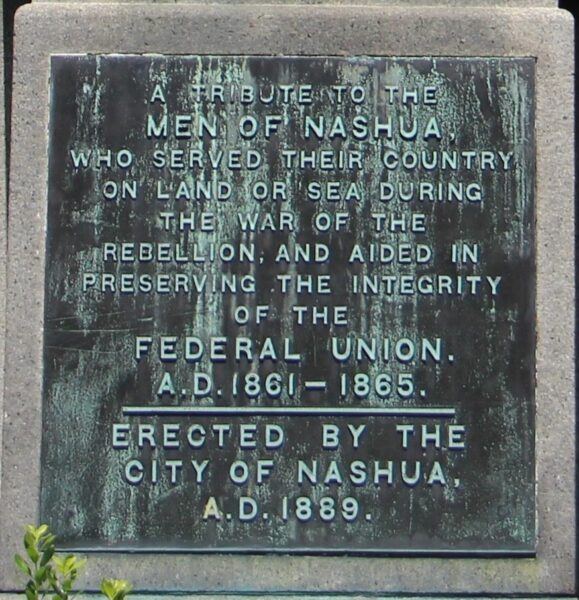 A TRIBUTE TO THE
MEN OF NASHUA,
WHO SERVED THEIR COUNTRY
ON LAND OR SEA DURING
THE WAR OF THE
REBELLION, AND AIDED IN
PRESERVING THE INTEGRITY
OF THE
FEDERAL UNION.
A.D. 1861 – 1865.
ERECTED BY THE
CITY OF NASHUA,
A.D. 1889.